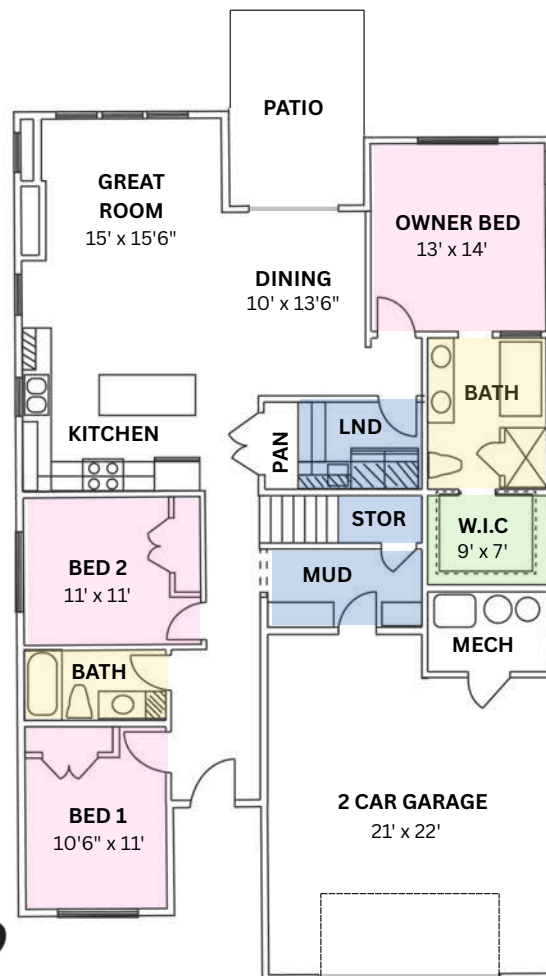 PATIO
GREAT
ROOM
15' x 15'6"
OWNER BED
13' x 14'
DINING
10' x 13'6"
BATH
KITCHEN
PAN
LND
STOR
W.I.C
9' x 7'
BED 2
11' x 11'
MUD
MECH
BATH
BED 1
10'6" x 11'
2 CAR GARAGE
21' x 22'